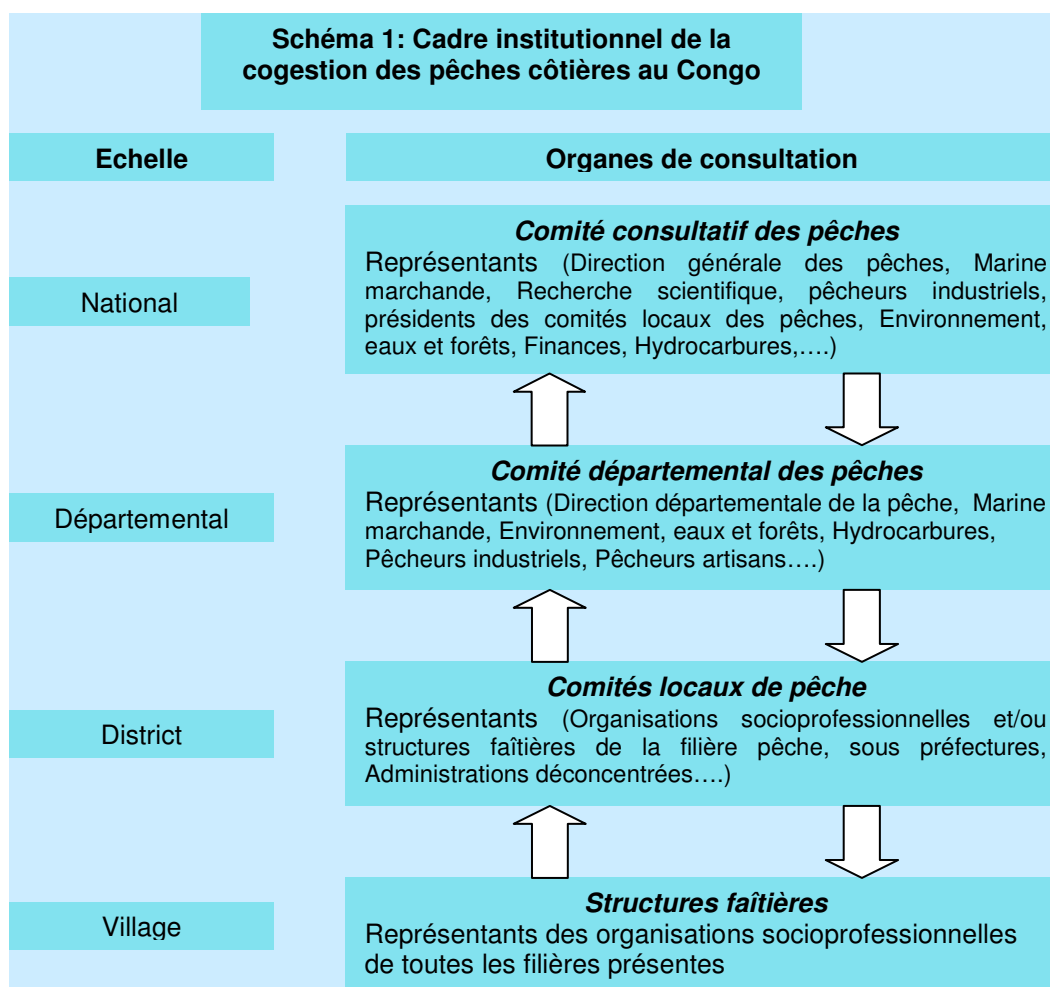 Schéma 1: Cadre institutionnel de la
cogestion des pêches côtières au Congo
Echelle
Organes de consultation
National
Comité consultatif des pêches
Représentants (Direction générale des pêches, Marine
marchande, Recherche scientifique, pêcheurs industriels,
présidents des comités locaux des pêches, Environnement,
eaux et forêts, Finances, Hydrocarbures,….)
Départemental
Comité départemental des pêches
Représentants (Direction départementale de la pêche, Marine
marchande, Environnement, eaux et forêts, Hydrocarbures,
Pêcheurs industriels, Pêcheurs artisans….)
District
Comités locaux de pêche
Représentants (Organisations socioprofessionnelles et/ou
structures faîtières de la filière pêche, sous préfectures,
Administrations déconcentrées….)
Village
Structures faîtières
Représentants des organisations socioprofessionnelles
de toutes les filières présentes